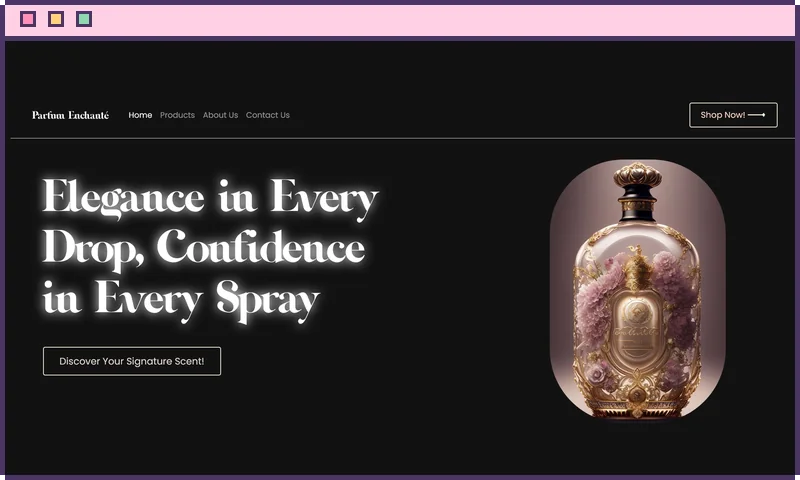 Parfum Enchanté
Home Products About Us Contact Us
Shop Now!
Elegance in Every
Drop, Confidence
in Every Spray
Discover Your Signature Scent!